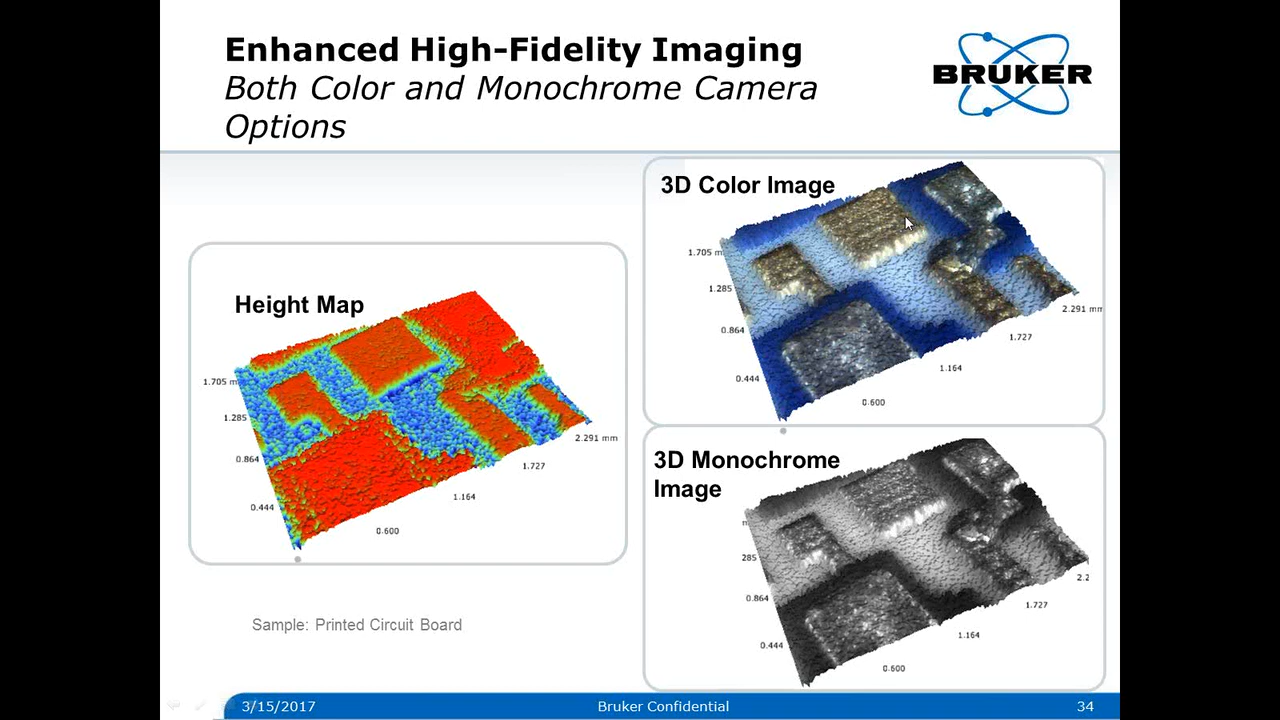 Enhanced High-Fidelity Imaging
Both Color and Monochrome Camera
Options
BRUKER
Height Map
1.705 m
1.285
0.864
0.444
0.600
1.164
1.727
2.291 mm
Sample: Printed Circuit Board
3D Color Image
1.705 m
1.285
0.864
0.444
0.600
1.164
1.727
2.291 mm
3D Monochrome
Image
m
285
0.864
0.444
0.600
1.164
1.727
2.2
3/15/2017
Bruker Confidential
34